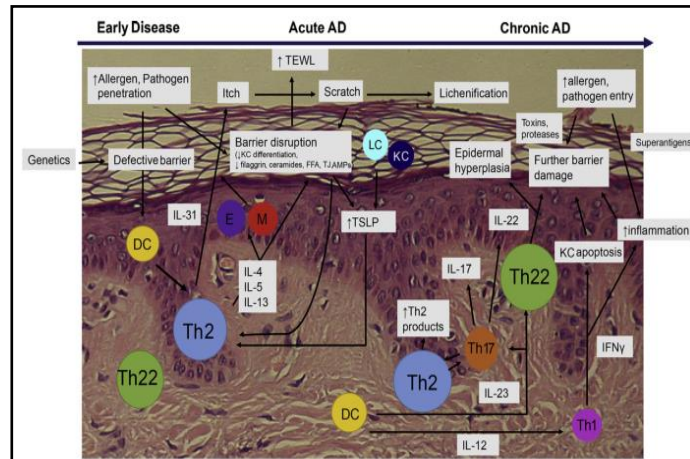 Early Disease
Acute AD
Chronic AD
↑ TEWL
↑Allergen, Pathogen
penetration
Itch
Scratch
Lichenification
↑allergen,
pathogen entry
Toxins,
proteases
Superantigens
Genetics
Defective barrier
Barrier disruption
(↓KC differentiation,
↓ filaggrin, ceramides, FFA, TJ,AMPs)
LC
KC
Epidermal
hyperplasia
Further barrier
damage
IL-31
E
M
↑TSLP
IL-22
DC
IL-4
IL-5
IL-13
IL-17
Th22
KC apoptosis
↑inflammation
Th2
↑Th2
products
Th17
Th22
Th2
IL-23
IFNγ
DC
IL-12
Th1